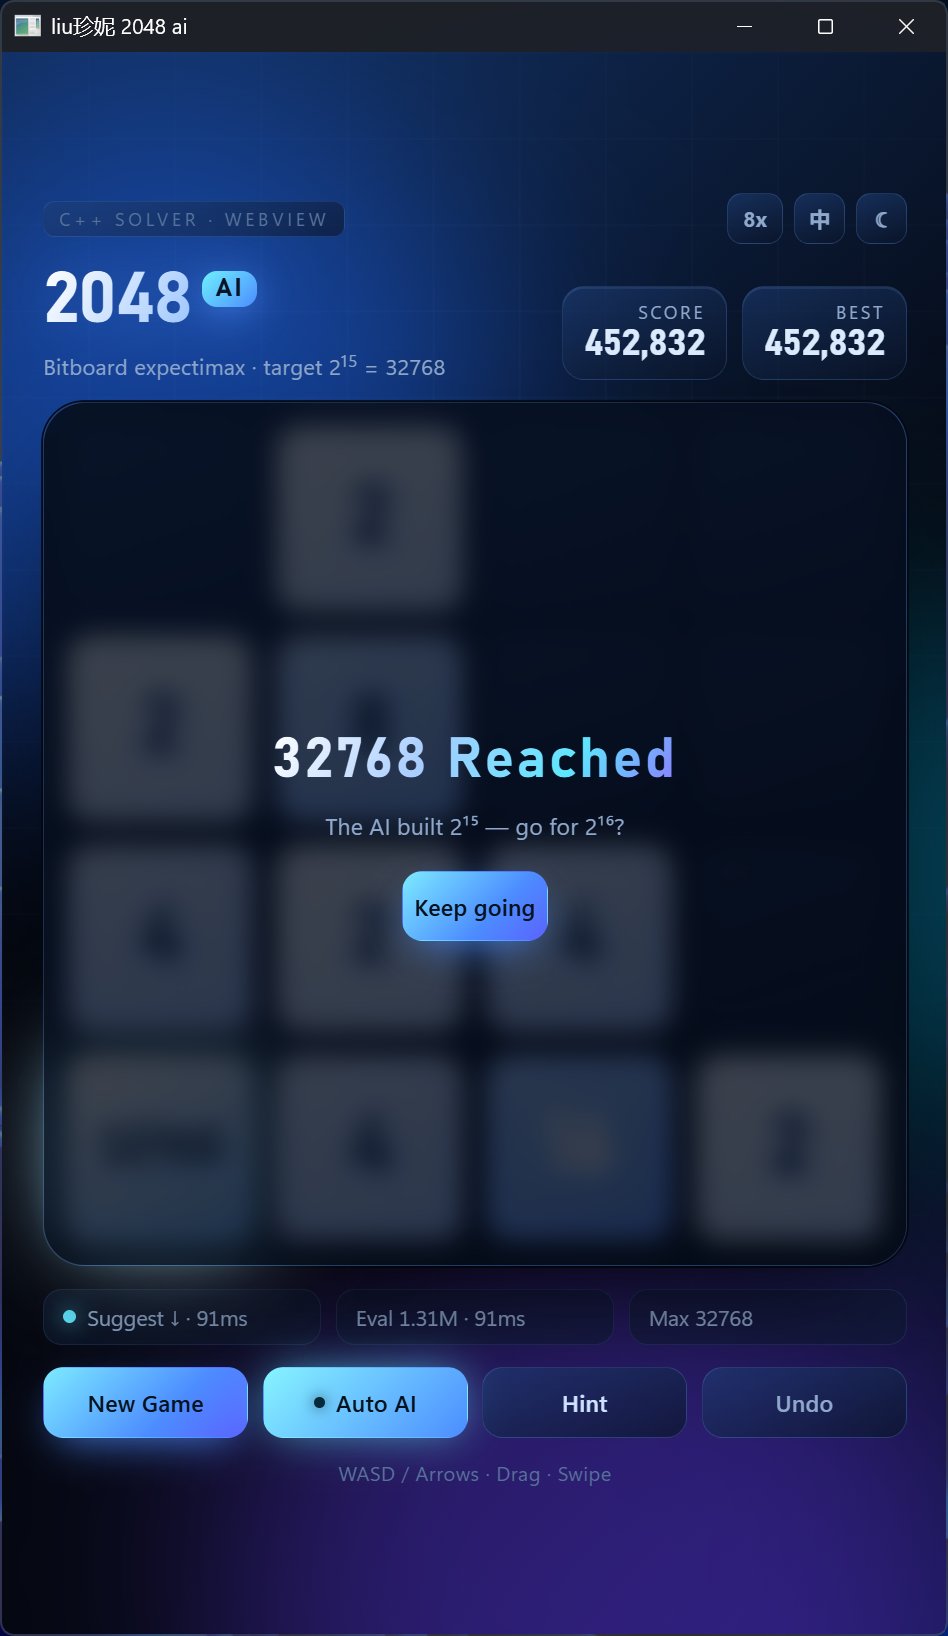 liu珍妮 2048 ai
C++ SOLVER · WEBVIEW
8x
中
2048 AI
SCORE
452,832
BEST
452,832
Bitboard expectimax · target 2¹⁵ = 32768
32768 Reached
The AI built 2¹⁵ — go for 2¹⁶?
Keep going
Suggest ↓ · 91ms
Eval 1.31M · 91ms
Max 32768
New Game
Auto AI
Hint
Undo
WASD / Arrows · Drag · Swipe